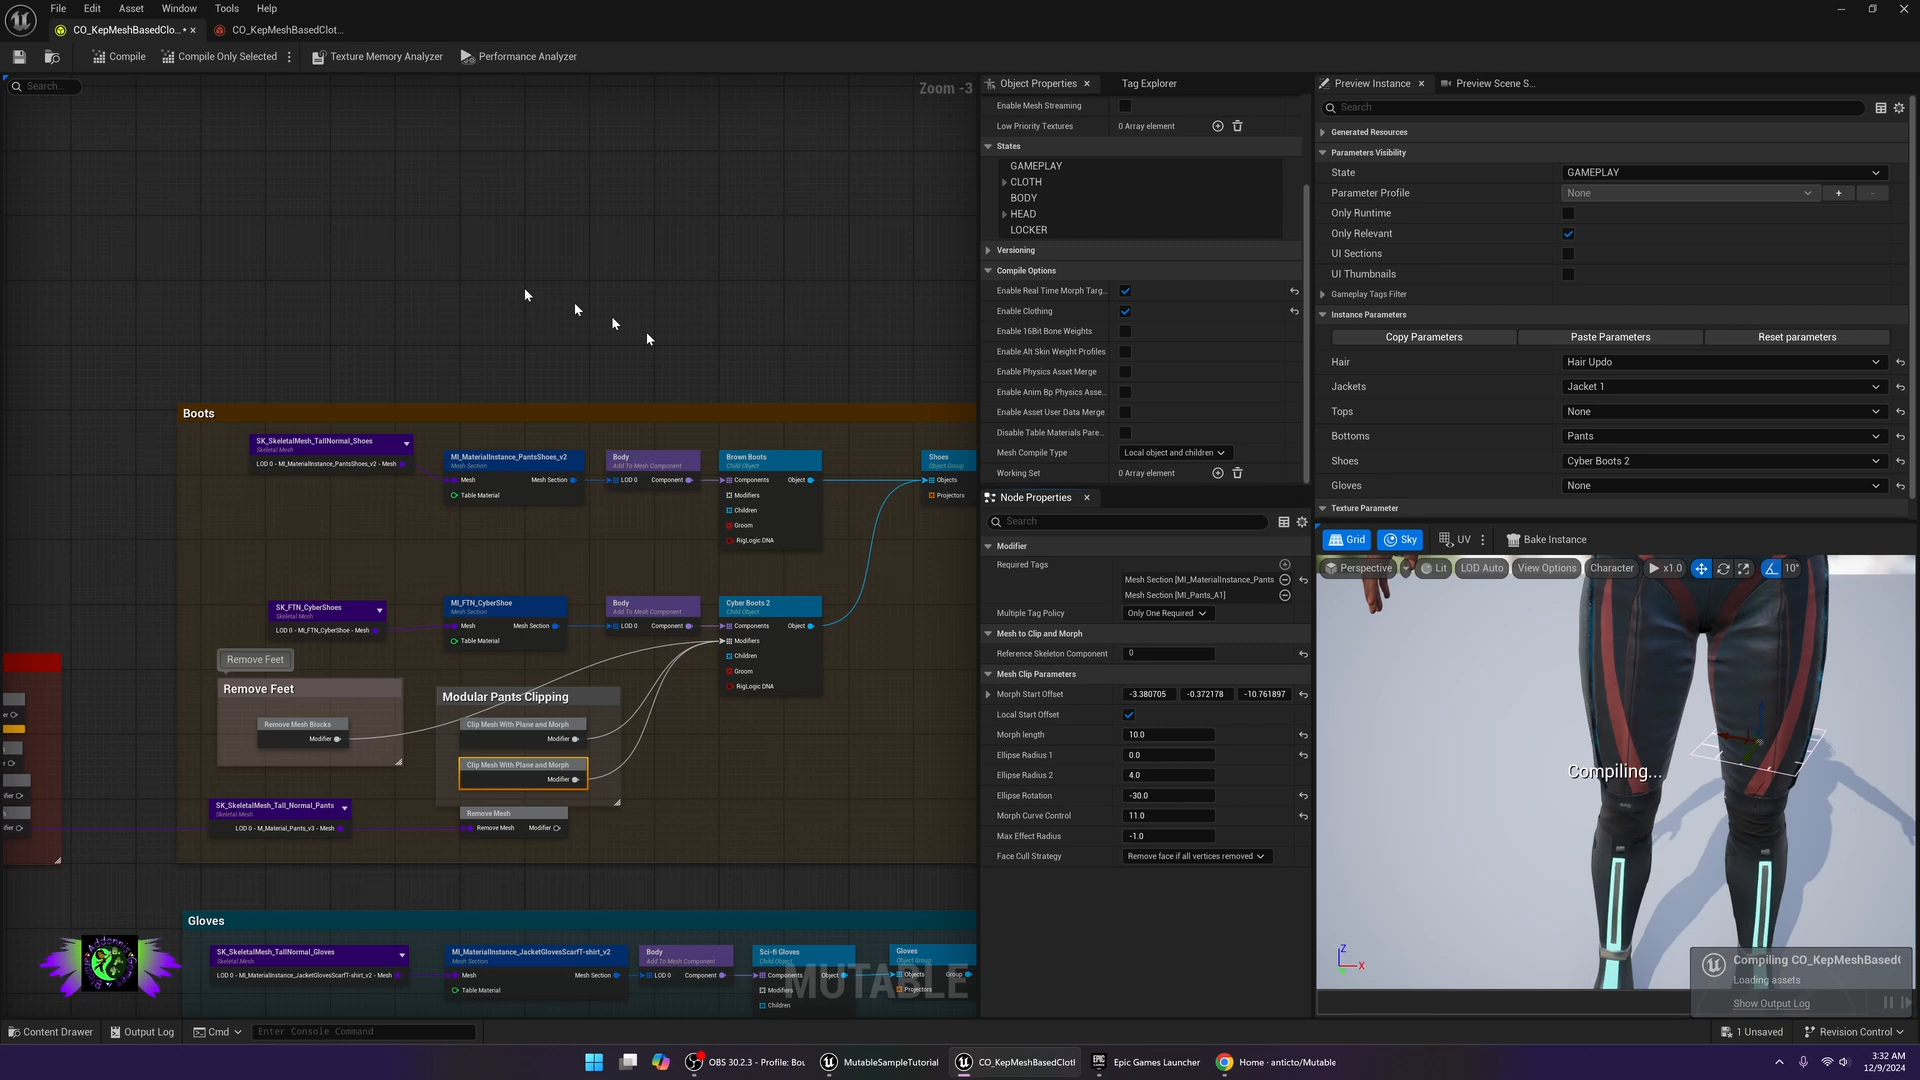 File Edit Asset Window Tools Help
CO_KepMeshBasedClo... •
CO_KepMeshBasedClot...
Compile
Compile Only Selected
Texture Memory Analyzer
Performance Analyzer
Search...
Zoom -3
Boots
SK_SkeletalMesh_TallNormal_Shoes
Skeletal Mesh
LOD 0 - MI_MaterialInstance_PantsShoes_v2 - Mesh
MI_MaterialInstance_PantsShoes_v2
Mesh Section
Mesh
Mesh Section
Table Material
Body
Add To Mesh Component
LOD 0
Component
Brown Boots
Child Object
Components
Object
Modifiers
Children
Groom
RigLogic DNA
Shoes
Object Group
Objects
Projectors
SK_FTN_CyberShoes
Skeletal Mesh
LOD 0 - MI_FTN_CyberShoe - Mesh
MI_FTN_CyberShoe
Mesh Section
Mesh
Mesh Section
Table Material
Body
Add To Mesh Component
LOD 0
Component
Cyber Boots 2
Child Object
Components
Object
Modifiers
Children
Groom
RigLogic DNA
Remove Feet
Remove Feet
Remove Mesh Blocks
Modifier
Modular Pants Clipping
Clip Mesh With Plane and Morph
Modifier
Clip Mesh With Plane and Morph
Modifier
SK_SkeletalMesh_Tall_Normal_Pants
Skeletal Mesh
LOD 0 - M_Material_Pants_v3 - Mesh
Remove Mesh
Remove Mesh
Modifier
Gloves
SK_SkeletalMesh_TallNormal_Gloves
Skeletal Mesh
LOD 0 - MI_MaterialInstance_JacketGlovesScarfT-shirt_v2 - Mesh
MI_MaterialInstance_JacketGlovesScarfT-shirt_v2
Mesh Section
Mesh
Mesh Section
Table Material
Body
Add To Mesh Component
LOD 0
Component
Sci-fi Gloves
Child Object
Components
Object
Modifiers
Children
Gloves
Object Group
Objects
Group
Projectors
MUTABLE
Object Properties
Tag Explorer
Enable Mesh Streaming
Low Priority Textures
0 Array element
States
GAMEPLAY
CLOTH
BODY
HEAD
LOCKER
Versioning
Compile Options
Enable Real Time Morph Targ...
Enable Clothing
Enable 16Bit Bone Weights
Enable Alt Skin Weight Profiles
Enable Physics Asset Merge
Enable Anim Bp Physics Asse...
Enable Asset User Data Merge
Disable Table Materials Pare...
Mesh Compile Type
Local object and children
Working Set
0 Array element
Node Properties
Search
Modifier
Required Tags
Mesh Section [MI_MaterialInstance_Pants
Mesh Section [MI_Pants_A1]
Multiple Tag Policy
Only One Required
Mesh to Clip and Morph
Reference Skeleton Component
0
Mesh Clip Parameters
Morph Start Offset
-3.380705
-0.372178
-10.761897
Local Start Offset
Morph length
10.0
Ellipse Radius 1
0.0
Ellipse Radius 2
4.0
Ellipse Rotation
-30.0
Morph Curve Control
11.0
Max Effect Radius
-1.0
Face Cull Strategy
Remove face if all vertices removed
Preview Instance
Preview Scene S...
Search
Generated Resources
Parameters Visibility
State
GAMEPLAY
Parameter Profile
None
Only Runtime
Only Relevant
UI Sections
UI Thumbnails
Gameplay Tags Filter
Instance Parameters
Copy Parameters
Paste Parameters
Reset parameters
Hair
Hair Updo
Jackets
Jacket 1
Tops
None
Bottoms
Pants
Shoes
Cyber Boots 2
Gloves
None
Texture Parameter
Grid
Sky
UV
Bake Instance
Perspective
Lit
LOD Auto
View Options
Character
x1.0
10°
Compiling...
Z
X
Compiling CO_KepMeshBased
Loading assets
Show Output Log
Content Drawer
Output Log
Cmd
Enter Console Command
1 Unsaved
Revision Control
OBS 30.2.3 - Profile: Bou
MutableSampleTutorial
CO_KepMeshBasedClotl
Epic Games Launcher
Home · anticto/Mutable
3:32 AM
12/9/2024